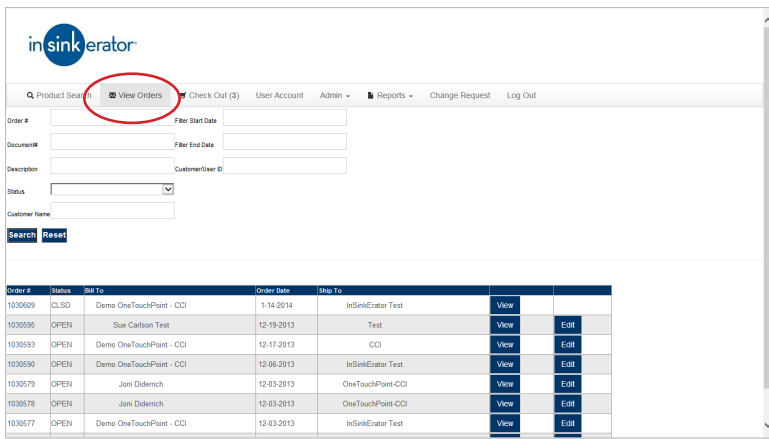 insinkerator
Product Search View Orders Check Out (3) User Account Admin Reports Change Request Log Out
Order # Filter Start Date
Document# Filter End Date
Description Customer/User ID
Status
Customer Name
Search Reset
Order # Status Bill To Order Date Ship To
1030609 CLSD Demo OneTouchPoint - CCI 1-14-2014 InSinkErator Test View
1030595 OPEN Sue Carlson Test 12-19-2013 Test View Edit
1030593 OPEN Demo OneTouchPoint - CCI 12-17-2013 CCI View Edit
1030590 OPEN Demo OneTouchPoint - CCI 12-06-2013 InSinkErator Test View Edit
1030579 OPEN Joni Diderrich 12-03-2013 OneTouchPoint-CCI View Edit
1030578 OPEN Joni Diderrich 12-03-2013 OneTouchPoint-CCI View Edit
1030577 OPEN Demo OneTouchPoint - CCI 12-03-2013 InSinkErator Test View Edit